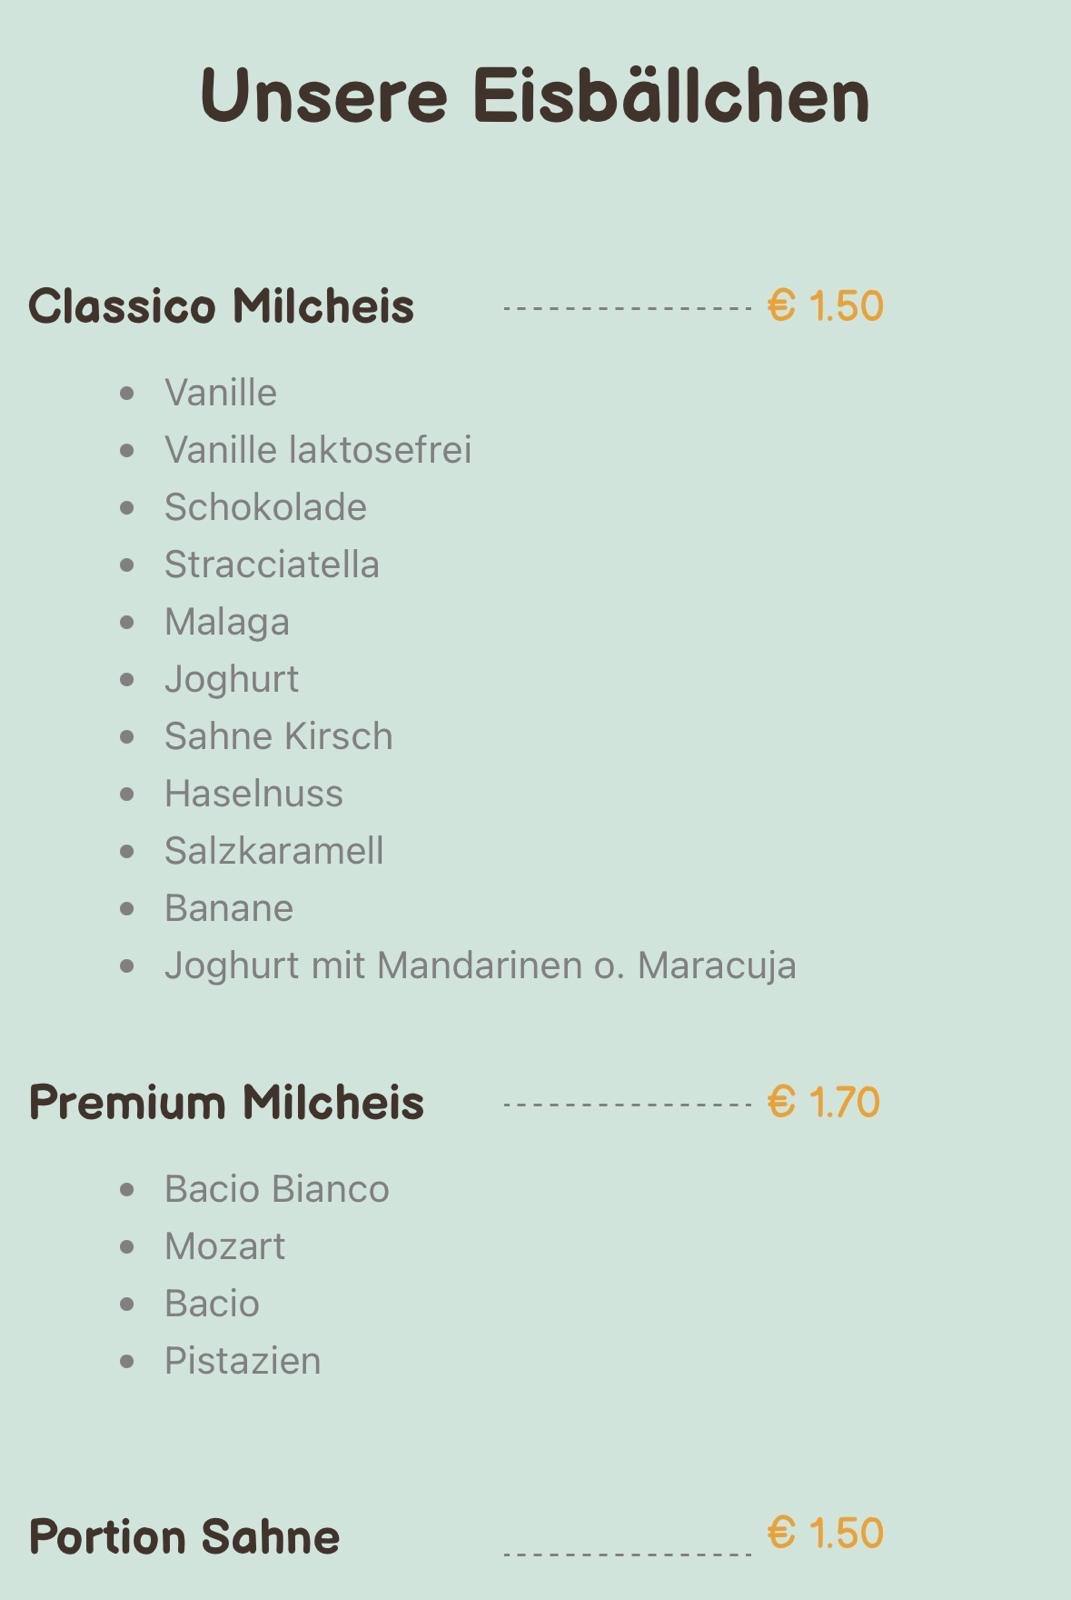 Unsere Eisbällchen
Classico Milcheis € 1.50
Vanille
Vanille laktosefrei
Schokolade
Stracciatella
Malaga
Joghurt
Sahne Kirsch
Haselnuss
Salzkaramell
Banane
Joghurt mit Mandarinen o. Maracuja
Premium Milcheis € 1.70
Bacio Bianco
Mozart
Bacio
Pistazien
Portion Sahne € 1.50